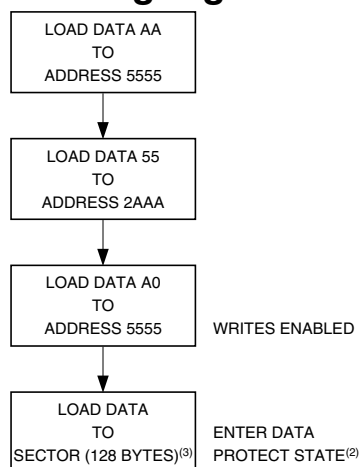 LOAD DATA AA
TO
ADDRESS 5555
LOAD DATA 55
TO
ADDRESS 2AAA
LOAD DATA A0
TO
ADDRESS 5555 WRITES ENABLED
LOAD DATA
TO ENTER DATA
SECTOR (128 BYTES)(3) PROTECT STATE(2)